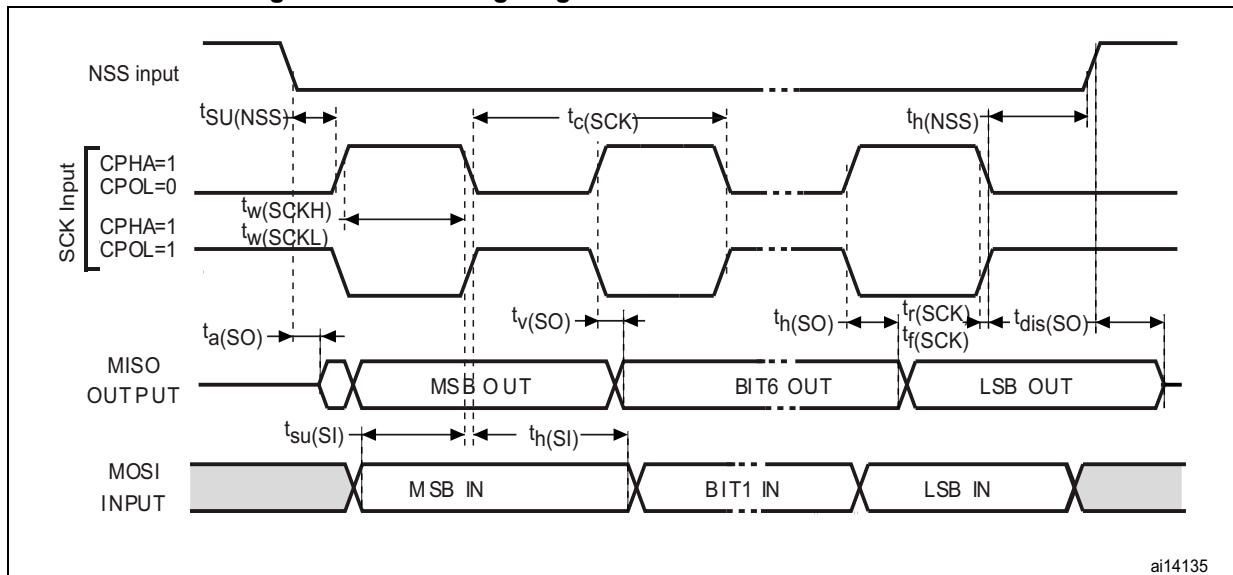 NSS input
tSU(NSS)
tc(SCK)
th(NSS)
SCK Input
CPHA=1
CPOL=0
tw(SCKH)
CPHA=1
tw(SCKL)
CPOL=1
ta(SO)
tv(SO)
th(SO)
tr(SCK)
tf(SCK)
tdis(SO)
MISO
OUTPUT
MSB OUT
BIT6 OUT
LSB OUT
tsu(SI)
th(SI)
MOSI
INPUT
MSB IN
BIT1 IN
LSB IN
ai14135